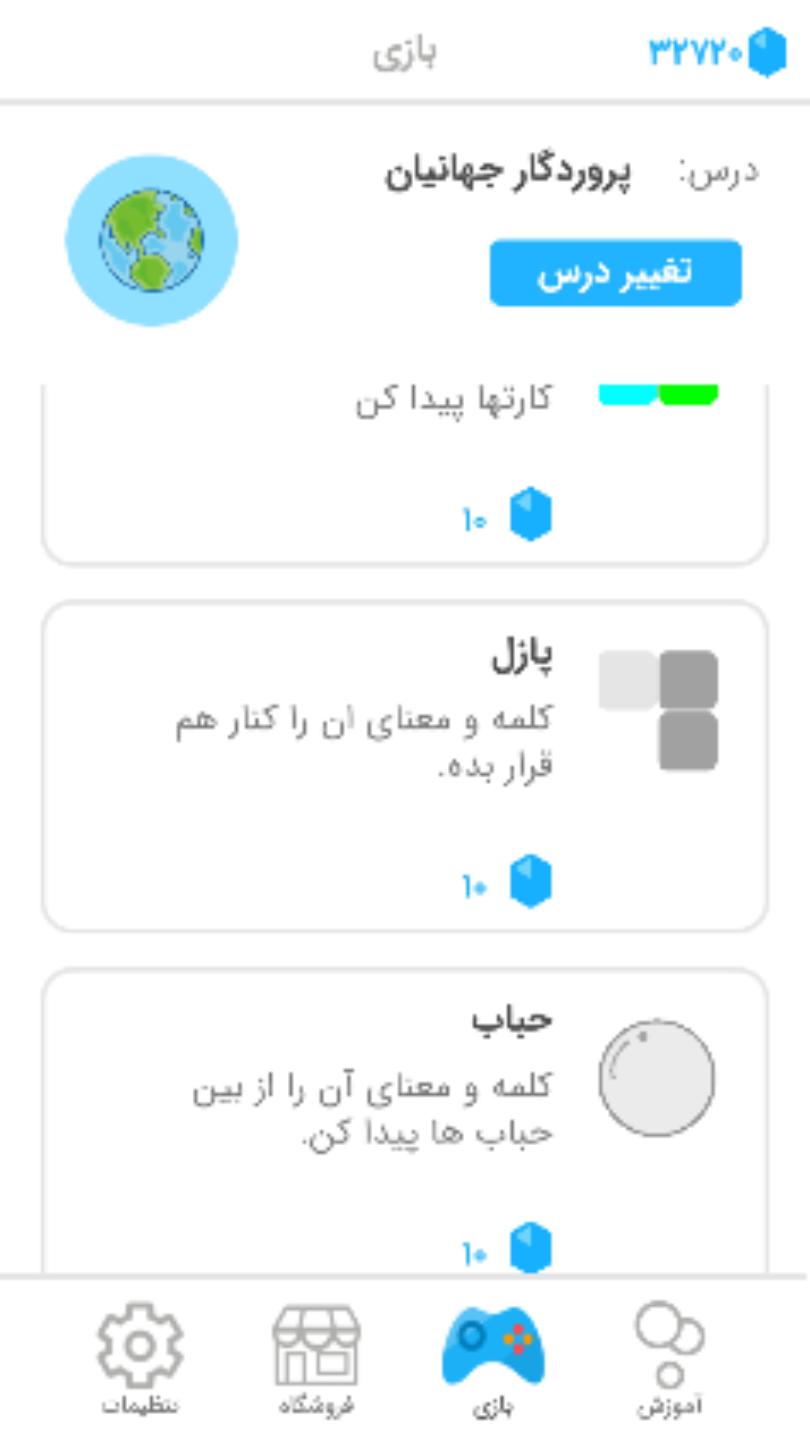 ۳۲۷۲۰
بازی
درس: پروردگار جهانیان
تغییر درس
کارتها پیدا کن
۱۰
پازل
کلمه و معنای ان را کنار هم
قرار بده.
۱۰
حباب
کلمه و معنای آن را از بین
حباب ها پیدا کن.
۱۰
آموزش
بازی
فروشگاه
تنظیمات